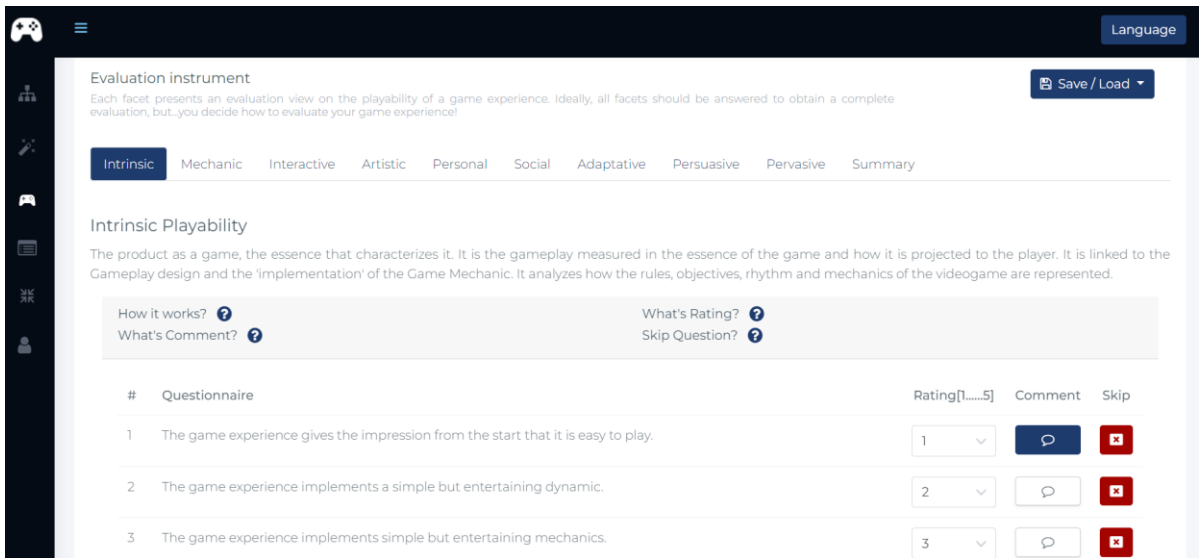 Language
Evaluation instrument
Save / Load
Each facet presents an evaluation view on the playability of a game experience. Ideally, all facets should be answered to obtain a complete
evaluation, but...you decide how to evaluate your game experience!
Intrinsic Mechanic Interactive Artistic Personal Social Adaptative Persuasive Pervasive Summary
Intrinsic Playability
The product as a game, the essence that characterizes it. It is the gameplay measured in the essence of the game and how it is projected to the player. It is linked to the
Gameplay design and the 'implementation' of the Game Mechanic. It analyzes how the rules, objectives, rhythm and mechanics of the videogame are represented.
How it works? ? What's Rating? ?
What's Comment? ? Skip Question? ?
# Questionnaire Rating[1......5] Comment Skip
1 The game experience gives the impression from the start that it is easy to play. 1
2 The game experience implements a simple but entertaining dynamic. 2
3 The game experience implements simple but entertaining mechanics. 3